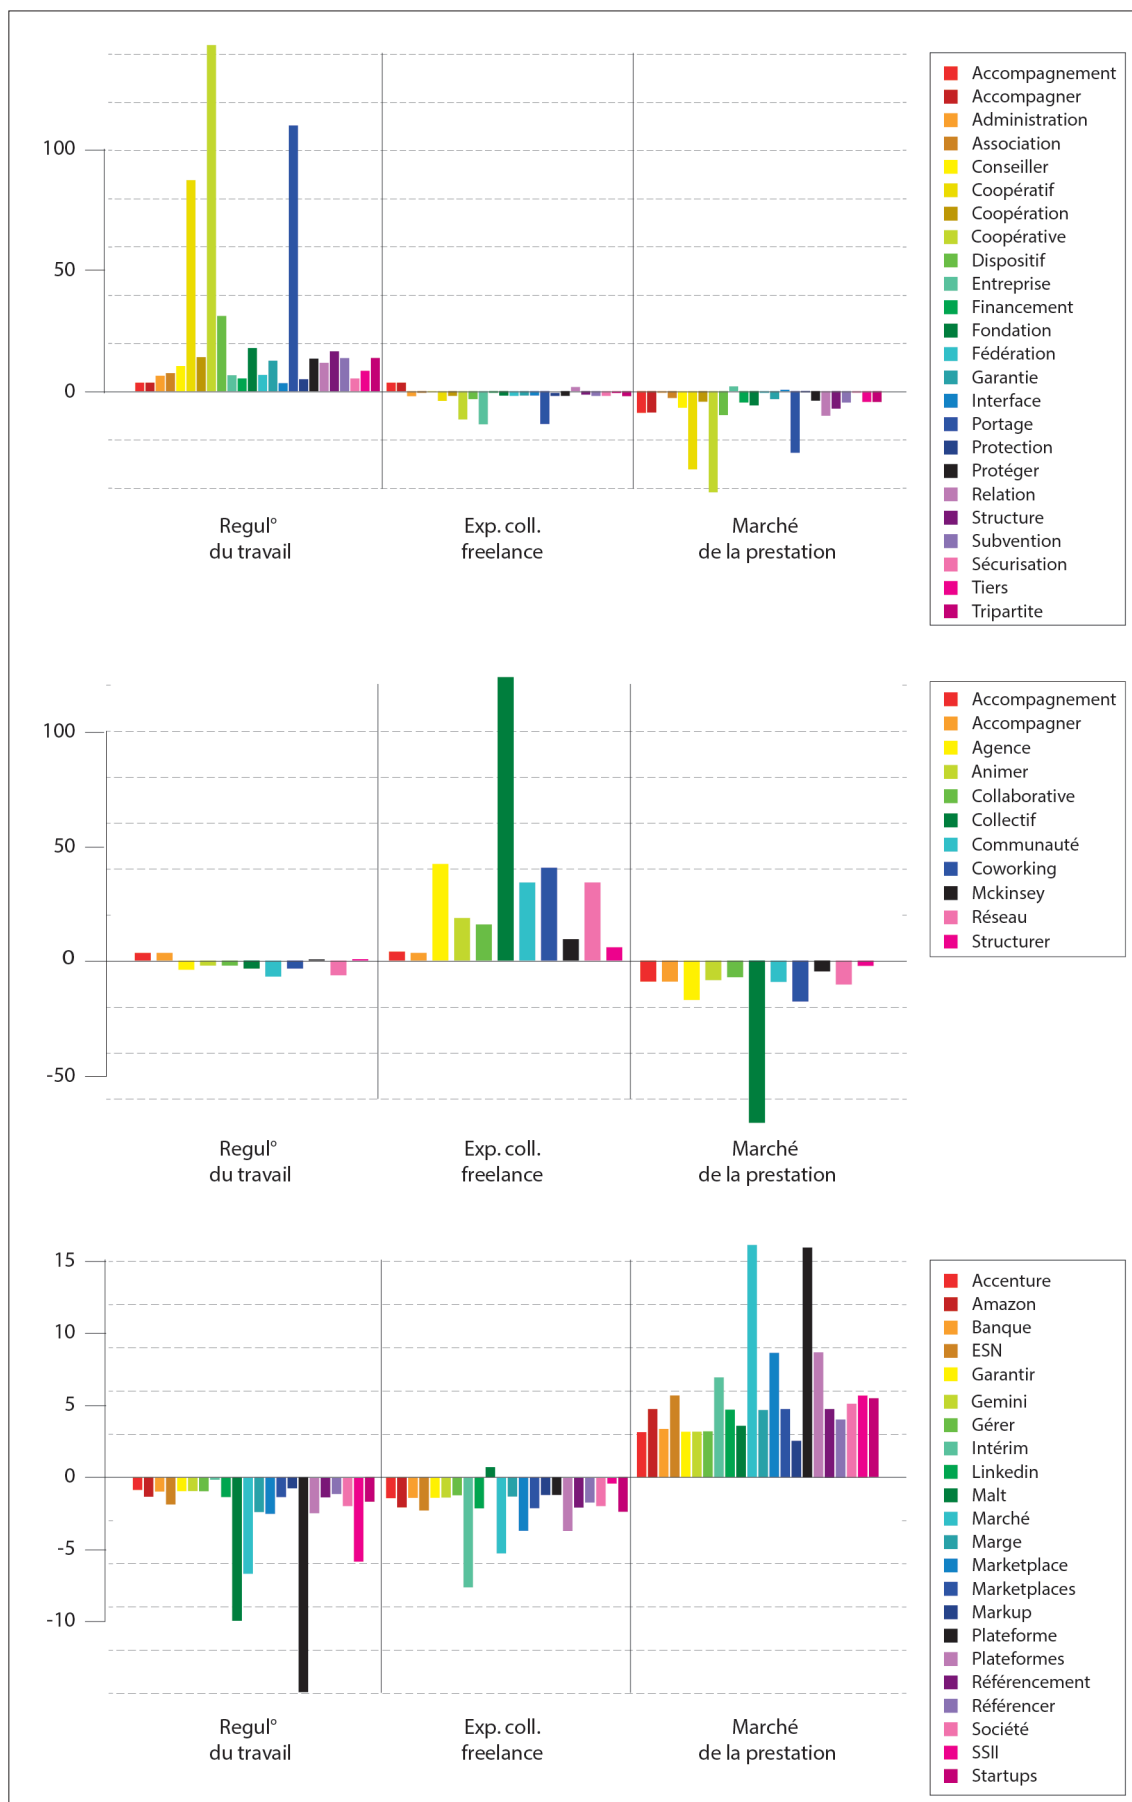 100
50
0
Regul°
du travail
Exp. coll.
freelance
Marché
de la prestation
Accompagnement
Accompagner
Administration
Association
Conseiller
Coopératif
Coopération
Coopérative
Dispositif
Entreprise
Financement
Fondation
Fédération
Garantie
Interface
Portage
Protection
Protéger
Relation
Structure
Subvention
Sécurisation
Tiers
Tripartite
100
50
0
-50
Regul°
du travail
Exp. coll.
freelance
Marché
de la prestation
Accompagnement
Accompagner
Agence
Animer
Collaborative
Collectif
Communauté
Coworking
Mckinsey
Réseau
Structurer
15
10
5
0
-5
-10
Regul°
du travail
Exp. coll.
freelance
Marché
de la prestation
Accenture
Amazon
Banque
ESN
Garantir
Gemini
Gérer
Intérim
Linkedin
Malt
Marché
Marge
Marketplace
Marketplaces
Markup
Plateforme
Plateformes
Référencement
Référencer
Société
SSII
Startups